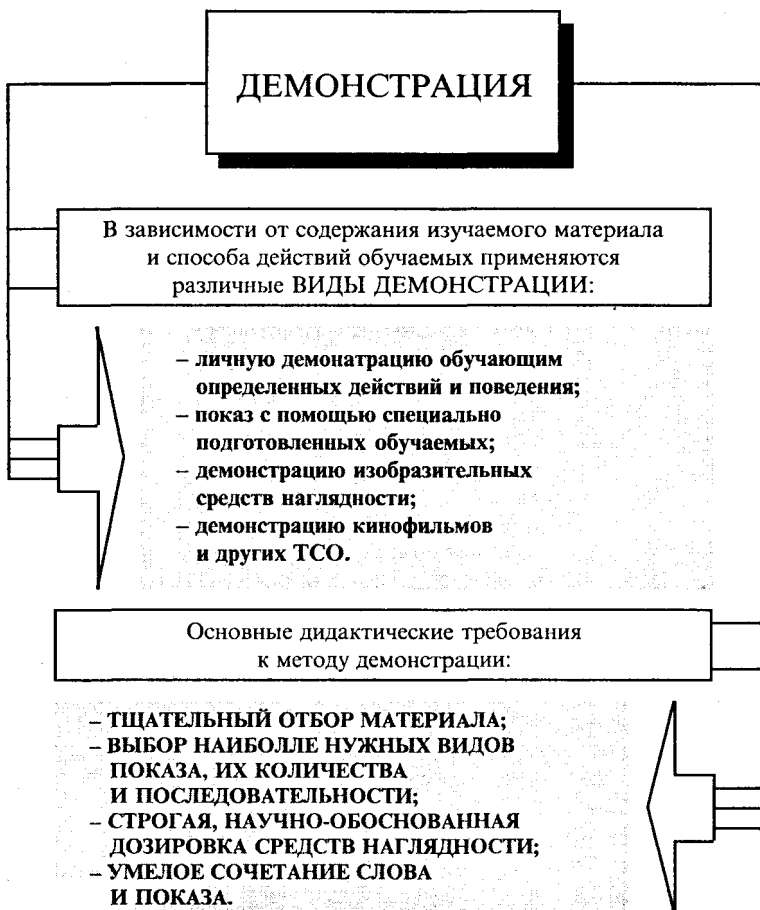 ДЕМОНСТРАЦИЯ
В зависимости от содержания изучаемого материала
и способа действий обучаемых применяются
различные ВИДЫ ДЕМОНСТРАЦИИ:
– личную демонатрацию обучающим
определенных действий и поведения;
– показ с помощью специально
подготовленных обучаемых;
– демонстрацию изобразительных
средств наглядности;
– демонстрацию кинофильмов
и других ТСО.
Основные дидактические требования
к методу демонстрации:
– ТЩАТЕЛЬНЫЙ ОТБОР МАТЕРИАЛА;
– ВЫБОР НАИБОЛЛЕ НУЖНЫХ ВИДОВ
ПОКАЗА, ИХ КОЛИЧЕСТВА
И ПОСЛЕДОВАТЕЛЬНОСТИ;
– СТРОГАЯ, НАУЧНО-ОБОСНОВАННАЯ
ДОЗИРОВКА СРЕДСТВ НАГЛЯДНОСТИ;
– УМЕЛОЕ СОЧЕТАНИЕ СЛОВА
И ПОКАЗА.